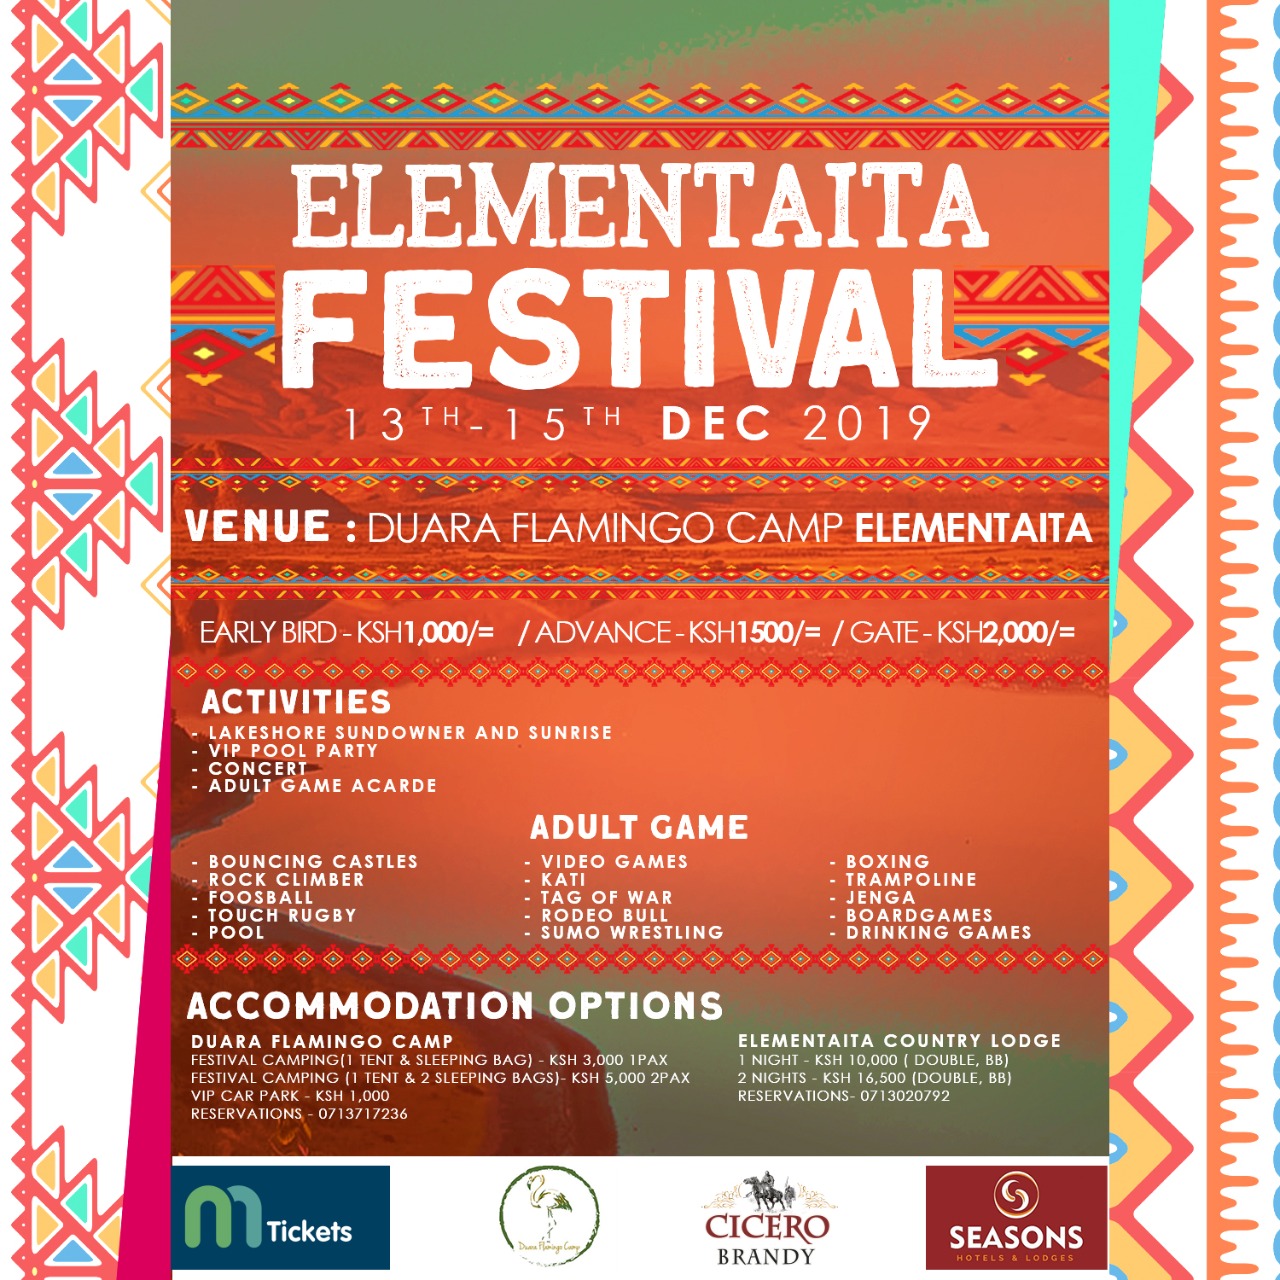 ELEMENTAITA
FESTIVAL
13TH-15TH DEC 2019
VENUE : DUARA FLAMINGO CAMP ELEMENTAITA
EARLY BIRD - KSH1,000/= / ADVANCE - KSH1500/= / GATE - KSH2,000/=
ACTIVITIES
- LAKESHORE SUNDOWNER AND SUNRISE
- VIP POOL PARTY
- CONCERT
- ADULT GAME ACARDE
ADULT GAME
- BOUNCING CASTLES
- ROCK CLIMBER
- FOOSBALL
- TOUCH RUGBY
- POOL
- VIDEO GAMES
- KATI
- TAG OF WAR
- RODEO BULL
- SUMO WRESTLING
- BOXING
- TRAMPOLINE
- JENGA
- BOARDGAMES
- DRINKING GAMES
ACCOMMODATION OPTIONS
DUARA FLAMINGO CAMP
FESTIVAL CAMPING(1 TENT & SLEEPING BAG) - KSH 3,000 1PAX
FESTIVAL CAMPING (1 TENT & 2 SLEEPING BAGS)- KSH 5,000 2PAX
VIP CAR PARK - KSH 1,000
RESERVATIONS - 0713717236
ELEMENTAITA COUNTRY LODGE
1 NIGHT - KSH 10,000 ( DOUBLE, BB)
2 NIGHTS - KSH 16,500 (DOUBLE, BB)
RESERVATIONS- 0713020792
m Tickets
Duara Flamingo Camp
CICERO
BRANDY
SEASONS
HOTELS & LODGES